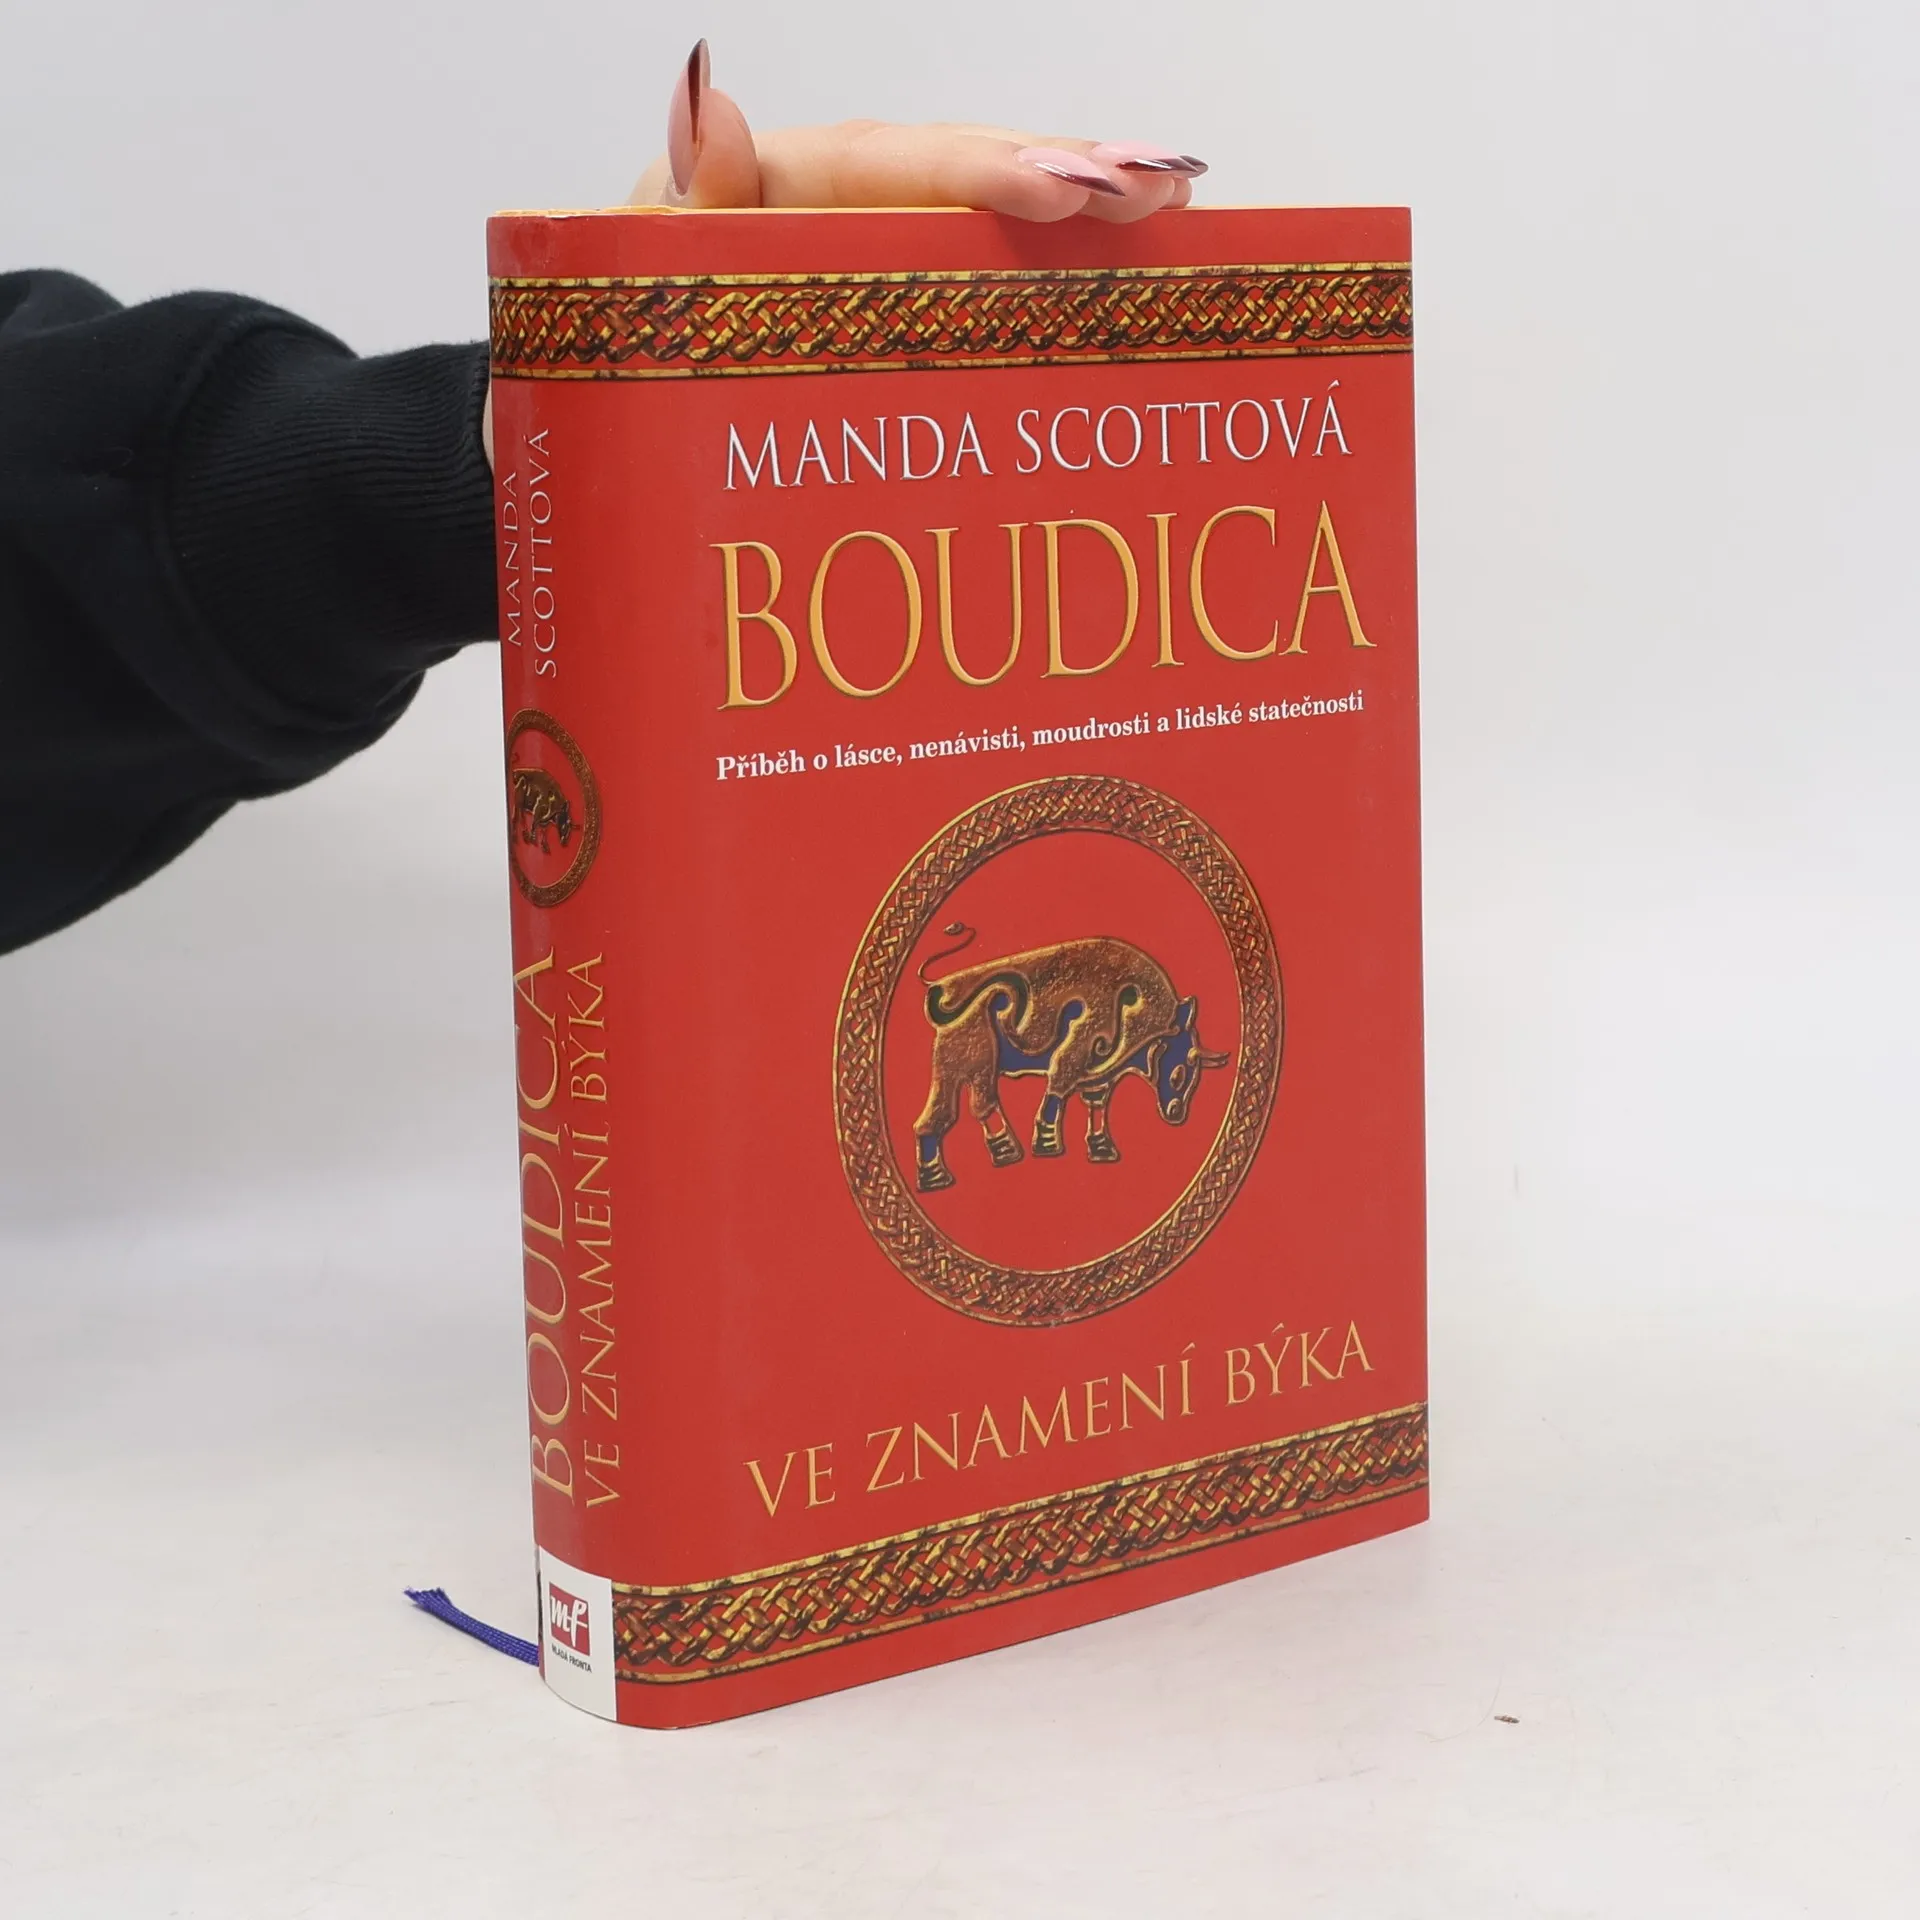 MANDA SCOTTOVÁ
BOUDICA
Příběh o lásce, nenávisti, moudrosti a lidské statečnosti
VE ZNAMENÍ BÝKA
MANDA
SCOTTOVÁ
BOUDICA
VE ZNAMENÍ BÝKA
mf
MLADÁ FRONTA